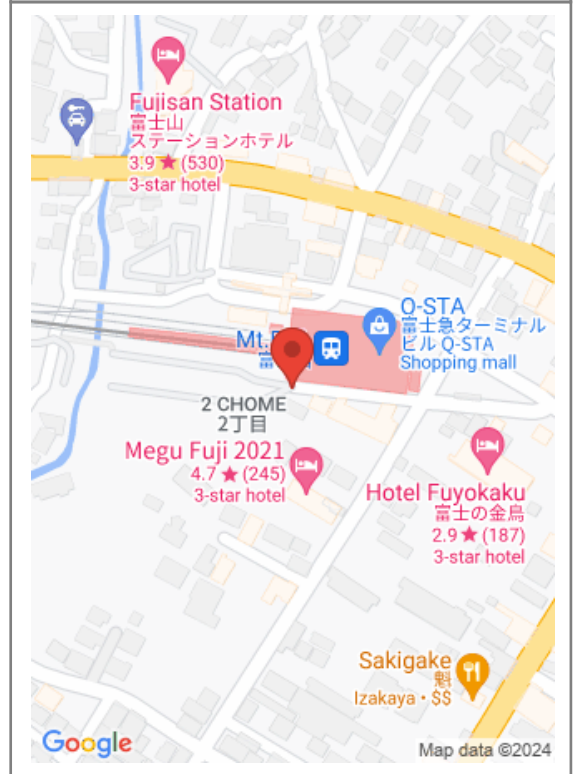 Fujisan Station
富士山
ステーションホテル
3.9 ★ (530)
3-star hotel
Q-STA
富士急ターミナル
ビル Q-STA
Shopping mall
Mt.
2 CHOME
2丁目
Megu Fuji 2021
4.7 ★ (245)
3-star hotel
Hotel Fuyokaku
富士の金鳥
2.9 ★ (187)
3-star hotel
Sakigake
魁
Izakaya • $$
Google
Map data ©2024